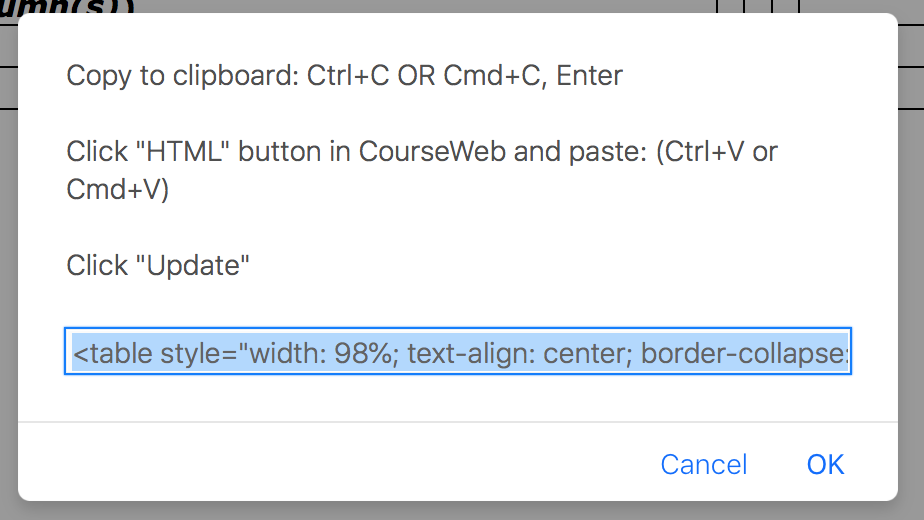 umn(s))
Copy to clipboard: Ctrl+C OR Cmd+C, Enter
Click "HTML" button in CourseWeb and paste: (Ctrl+V or
Cmd+V)
Click "Update"
<table style="width: 98%; text-align: center; border-collapse:
Cancel OK